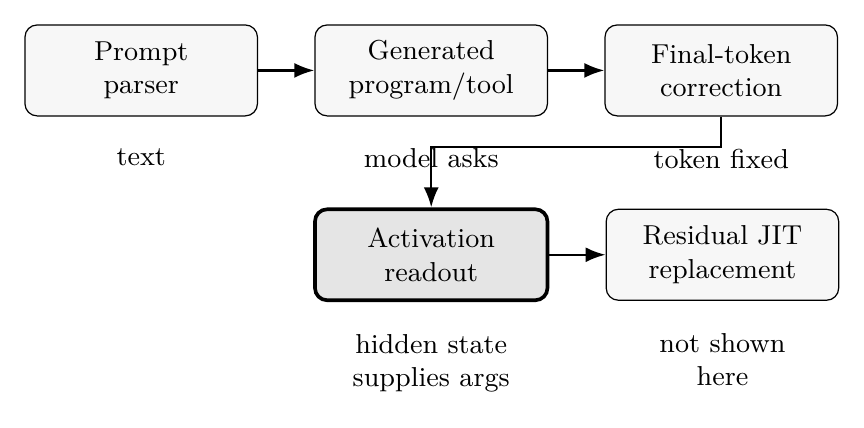 Prompt
parser
Generated
program/tool
Final-token
correction
text
model asks
token fixed
Activation
readout
Residual JIT
replacement
hidden state
supplies args
not shown
here